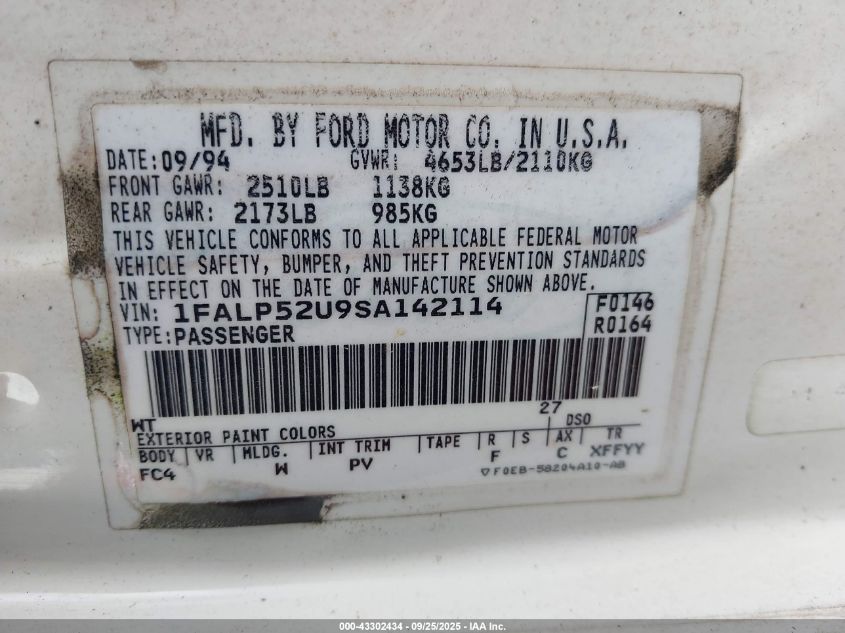 MFD. BY FORD MOTOR CO. IN U.S.A.
DATE: 09/94 GVWR: 4653LB/2110KG
FRONT GAWR: 2510LB 1138KG
REAR GAWR: 2173LB 985KG
THIS VEHICLE CONFORMS TO ALL APPLICABLE FEDERAL MOTOR
VEHICLE SAFETY, BUMPER, AND THEFT PREVENTION STANDARDS
IN EFFECT ON THE DATE OF MANUFACTURE SHOWN ABOVE.
VIN: 1FALP52U9SA142114 F0146
TYPE: PASSENGER R0164
WT 27
EXTERIOR PAINT COLORS DSO
BODY VR MLDG. INT TRIM TAPE R S AX TR
FC4 W PV F C XFFYY
F0EB-58204A10-AB
000-43302434 - 09/25/2025 - IAA Inc.